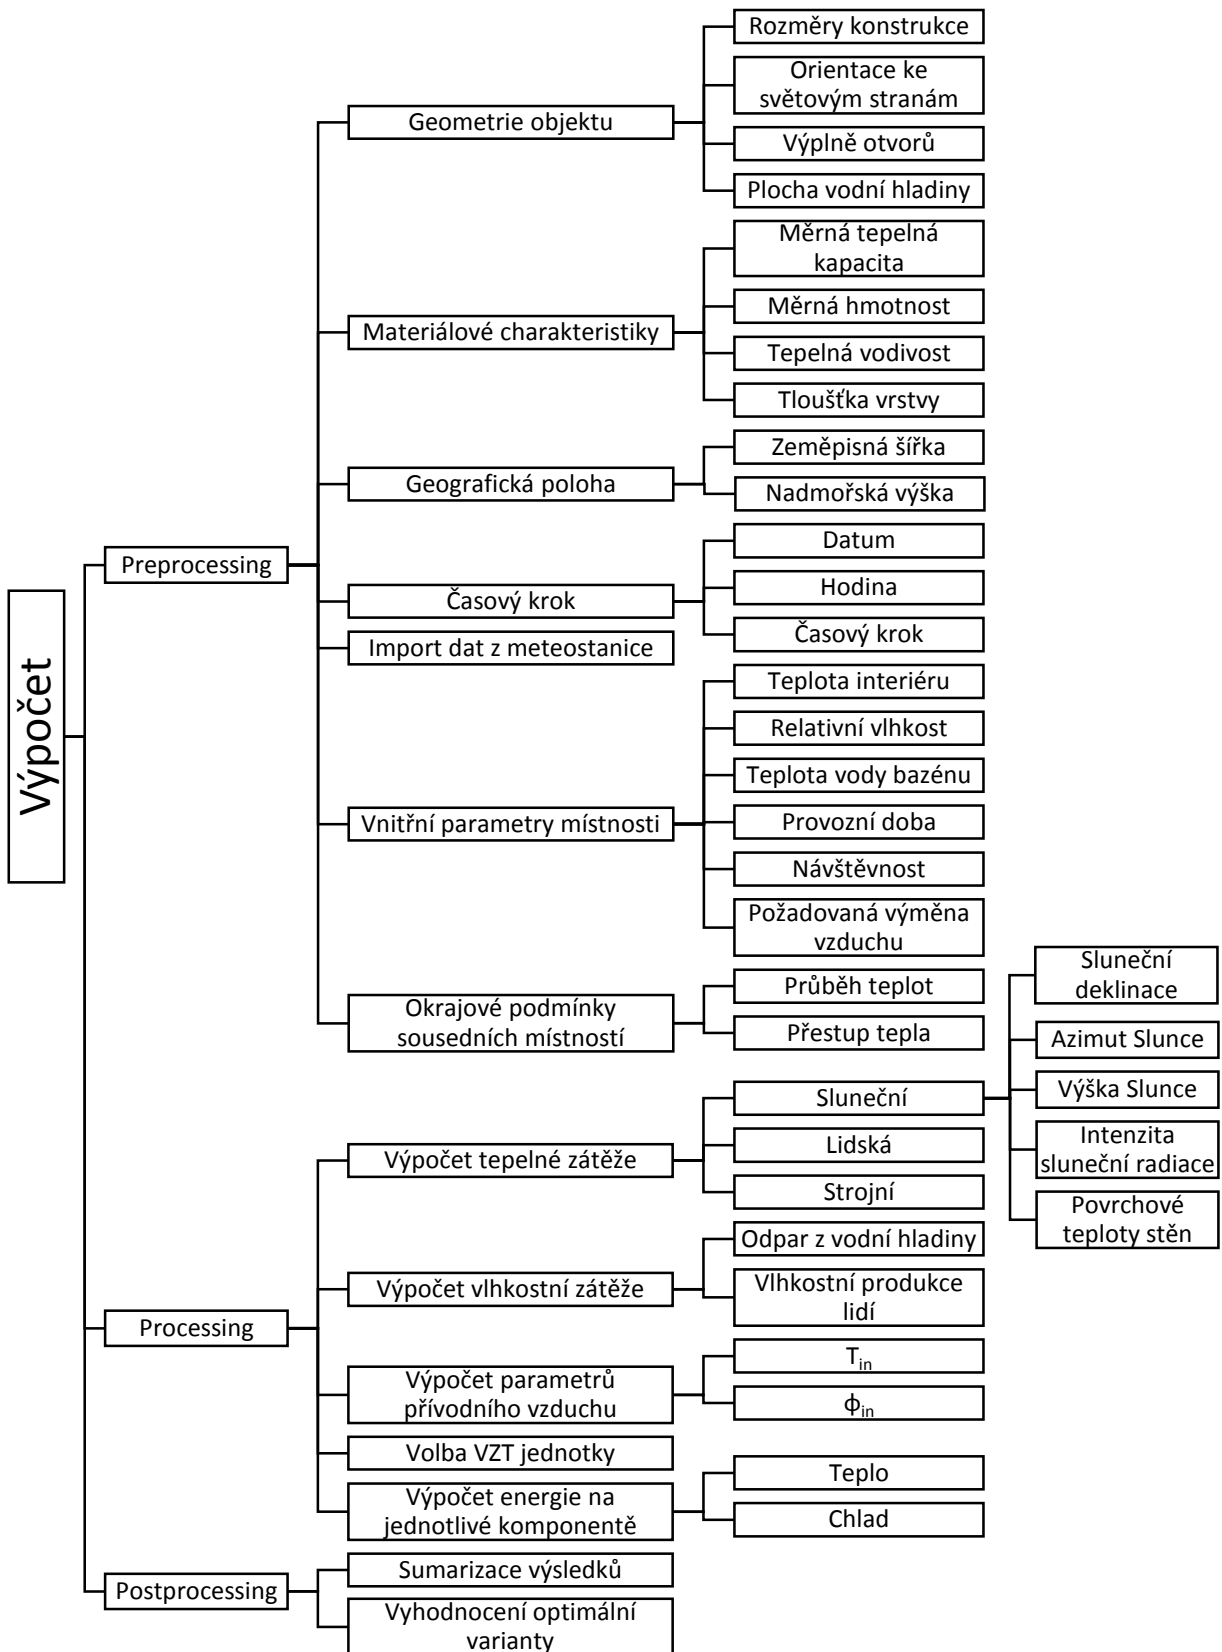 Výpočet
Preprocessing
Geometrie objektu
Rozměry konstrukce
Orientace ke
světovým stranám
Výplně otvorů
Plocha vodní hladiny
Materiálové charakteristiky
Měrná tepelná
kapacita
Měrná hmotnost
Tepelná vodivost
Tloušťka vrstvy
Geografická poloha
Zeměpisná šířka
Nadmořská výška
Časový krok
Datum
Hodina
Časový krok
Import dat z meteostanice
Vnitřní parametry místnosti
Teplota interiéru
Relativní vlhkost
Teplota vody bazénu
Provozní doba
Návštěvnost
Požadovaná výměna
vzduchu
Okrajové podmínky
sousedních místností
Průběh teplot
Přestup tepla
Processing
Výpočet tepelné zátěže
Sluneční
Sluneční
deklinace
Azimut Slunce
Výška Slunce
Intenzita
sluneční radiace
Povrchové
teploty stěn
Lidská
Strojní
Výpočet vlhkostní zátěže
Odpar z vodní hladiny
Vlhkostní produkce
lidí
Výpočet parametrů
přívodního vzduchu
T_in
ϕ_in
Volba VZT jednotky
Výpočet energie na
jednotlivé komponentě
Teplo
Chlad
Postprocessing
Sumarizace výsledků
Vyhodnocení optimální
varianty